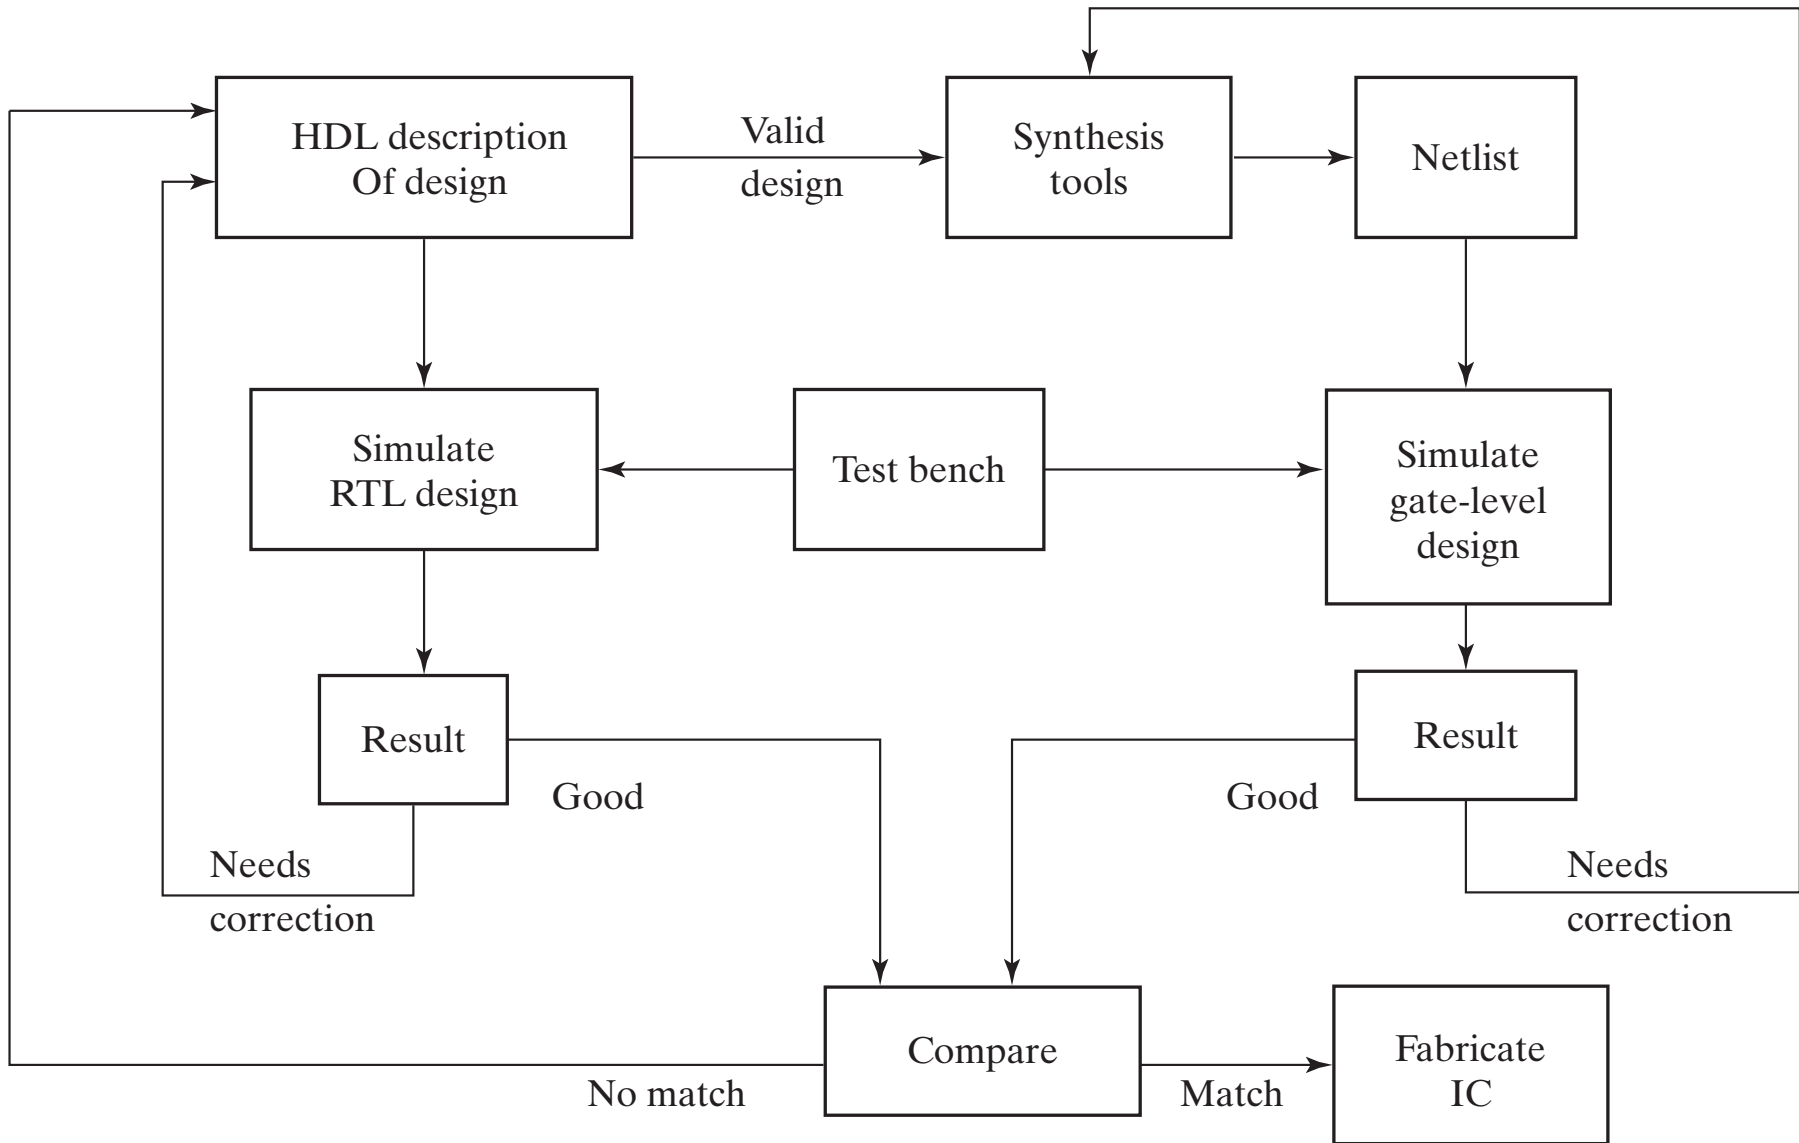 HDL description
Of design
Valid
design
Synthesis
tools
Netlist
Simulate
RTL design
Test bench
Simulate
gate-level
design
Result
Good
Needs
correction
Result
Good
Needs
correction
Compare
No match
Match
Fabricate
IC